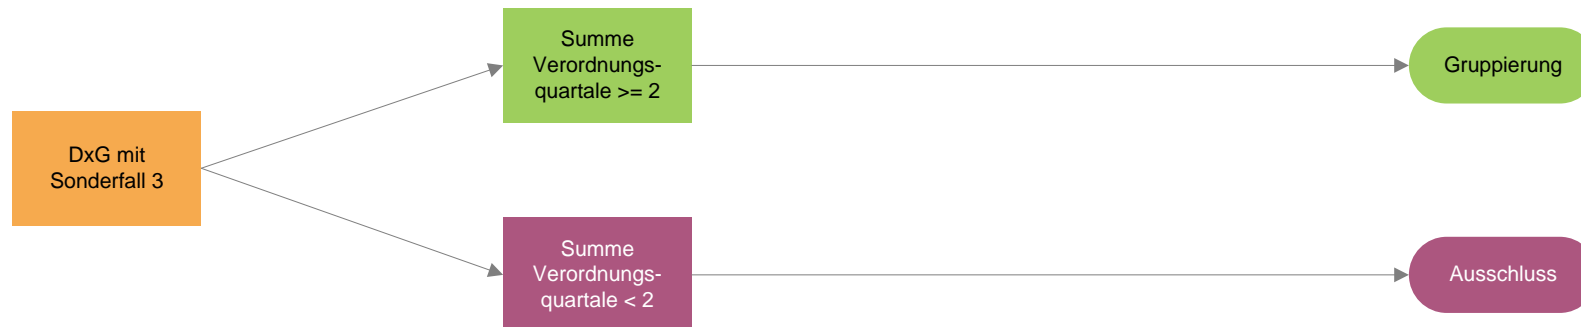 DxG mit
Sonderfall 3
Summe
Verordnungs-
quartale >= 2
Gruppierung
Summe
Verordnungs-
quartale < 2
Ausschluss